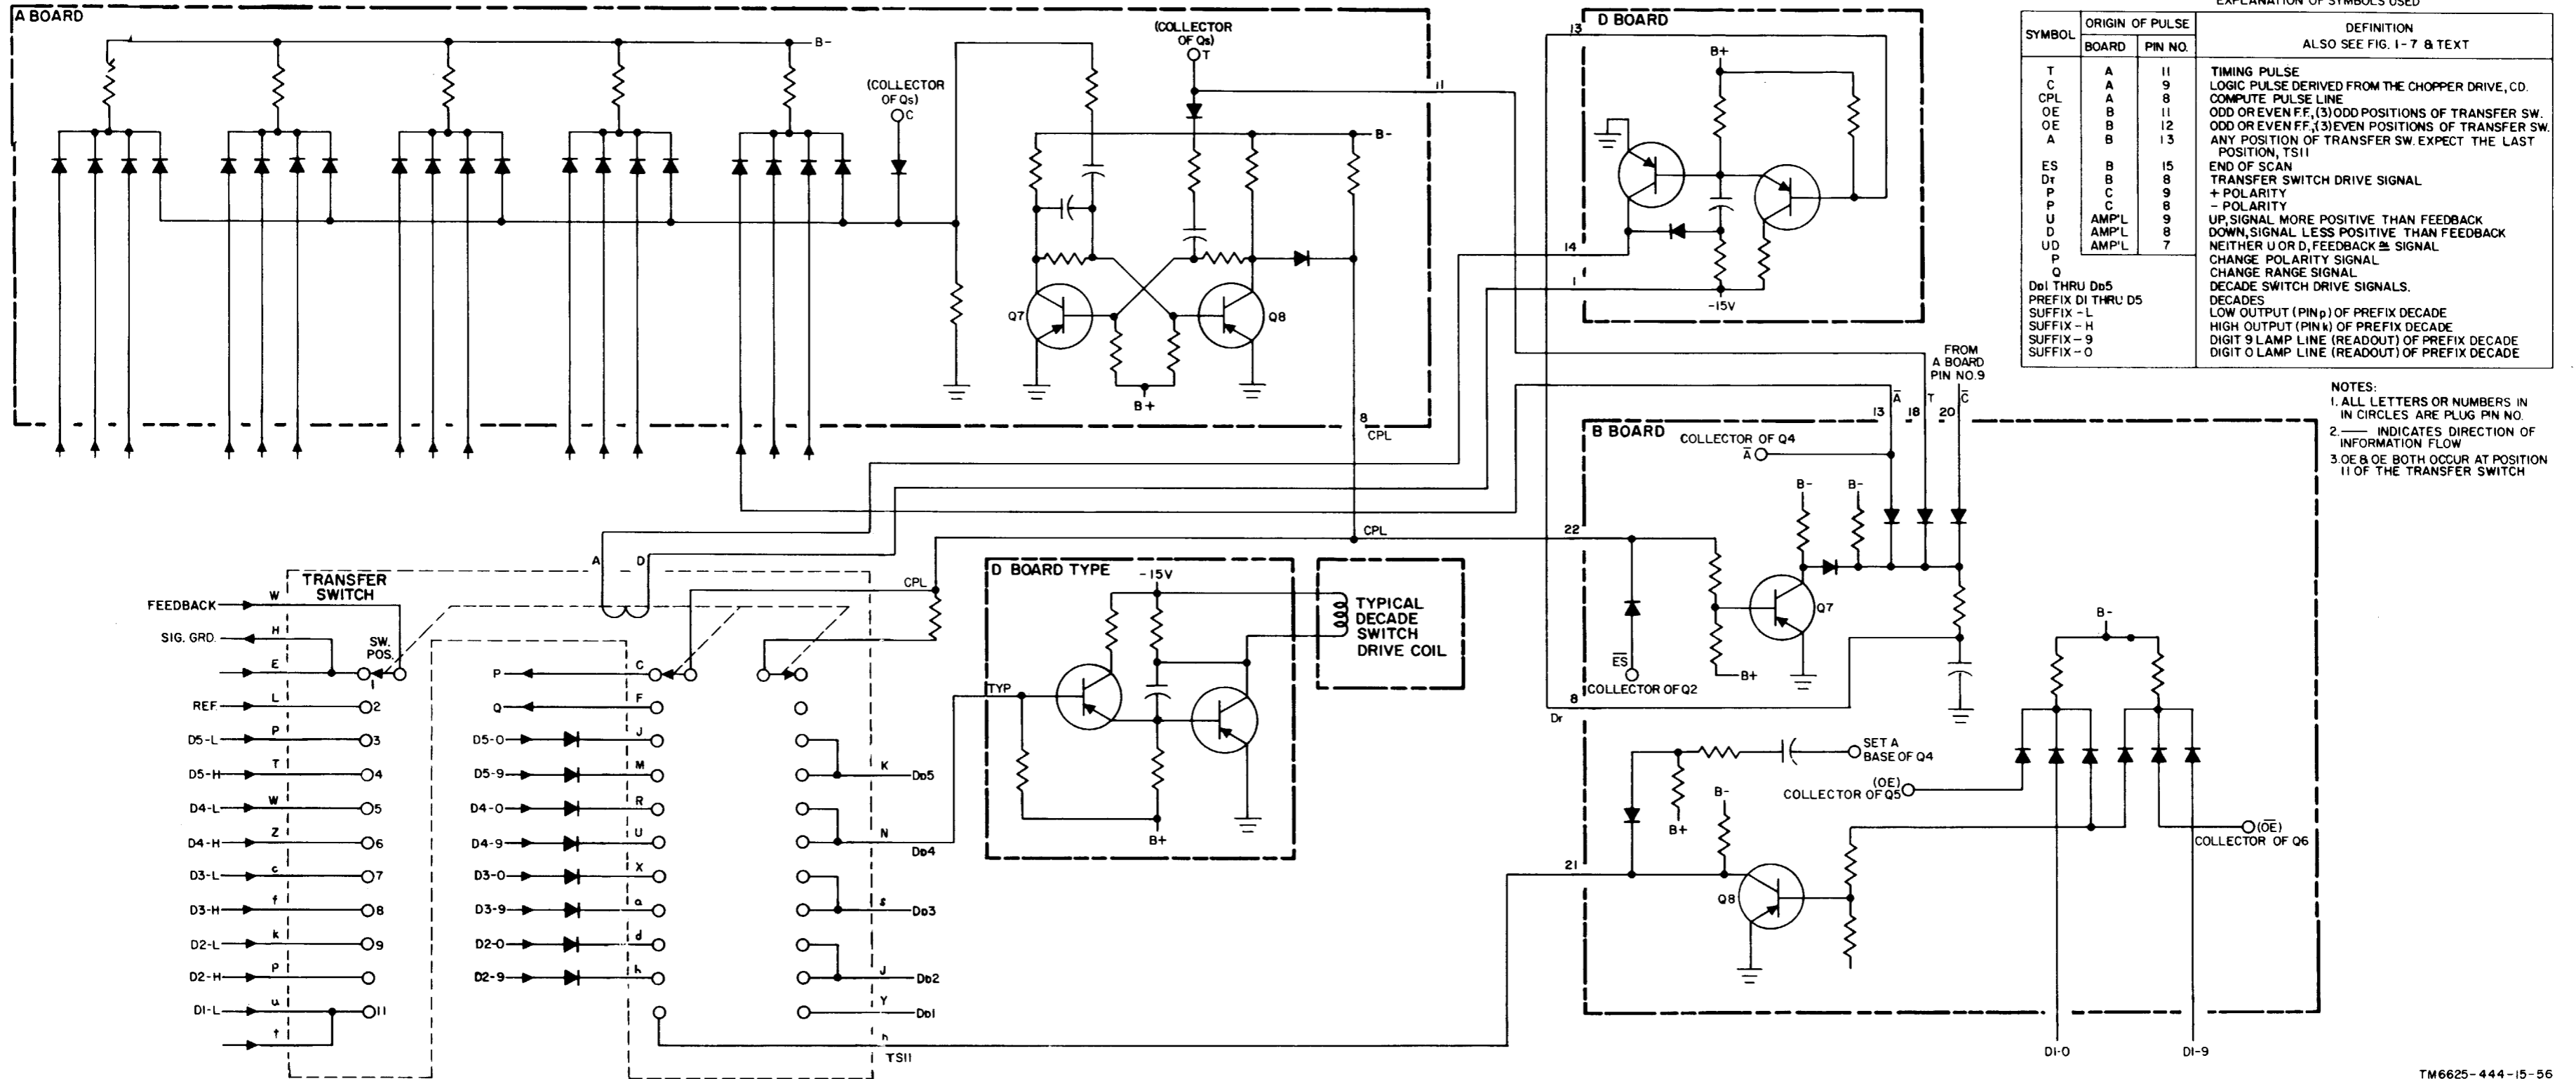 A BOARD
B-
(COLLECTOR
OF Qs)
C
(COLLECTOR
OF Qs)
T
11
B-
Q7
Q8
B+
8
CPL
D BOARD
13
B+
14
1
-15V
EXPLANATION OF SYMBOLS USED
SYMBOL
ORIGIN OF PULSE
BOARD
PIN NO.
DEFINITION
ALSO SEE FIG. 1-7 & TEXT
T A 11 TIMING PULSE
C A 9 LOGIC PULSE DERIVED FROM THE CHOPPER DRIVE, CD.
CPL A 8 COMPUTE PULSE LINE
OE B 11 ODD OR EVEN F.F.,(3) ODD POSITIONS OF TRANSFER SW.
OE B 12 ODD OR EVEN F.F.,(3) EVEN POSITIONS OF TRANSFER SW.
A B 13 ANY POSITION OF TRANSFER SW. EXPECT THE LAST
POSITION, TS11
ES B 15 END OF SCAN
Dr B 8 TRANSFER SWITCH DRIVE SIGNAL
P C 9 + POLARITY
P C 8 - POLARITY
U AMP'L 9 UP, SIGNAL MORE POSITIVE THAN FEEDBACK
D AMP'L 8 DOWN, SIGNAL LESS POSITIVE THAN FEEDBACK
UD AMP'L 7 NEITHER U OR D, FEEDBACK ≅ SIGNAL
P CHANGE POLARITY SIGNAL
Q CHANGE RANGE SIGNAL
DD1 THRU DD5 DECADE SWITCH DRIVE SIGNALS.
PREFIX D1 THRU D5 DECADES
SUFFIX - L LOW OUTPUT (PIN p) OF PREFIX DECADE
SUFFIX - H HIGH OUTPUT (PIN k) OF PREFIX DECADE
SUFFIX - 9 DIGIT 9 LAMP LINE (READOUT) OF PREFIX DECADE
SUFFIX - O DIGIT O LAMP LINE (READOUT) OF PREFIX DECADE
NOTES:
1. ALL LETTERS OR NUMBERS IN
IN CIRCLES ARE PLUG PIN NO.
2. —— INDICATES DIRECTION OF
INFORMATION FLOW
3. OE & OE BOTH OCCUR AT POSITION
11 OF THE TRANSFER SWITCH
FROM
A BOARD
PIN NO.9
A̅ T C̅
13 18 20
B BOARD
COLLECTOR OF Q4
A̅
B- B-
22
CPL
Q7
E̅S̅
COLLECTOR OF Q2
B+
8
Dr
SET A
BASE OF Q4
B+
B-
(OE)
COLLECTOR OF Q5
B-
(O̅E̅)
COLLECTOR OF Q6
21
Q8
D1-0
D1-9
TRANSFER
SWITCH
A D
CPL
FEEDBACK W
SIG. GRD. H
SW.
POS.
E 1
REF. L 2
D5-L P 3
D5-H T 4
D4-L W 5
D4-H Z 6
D3-L c 7
D3-H f 8
D2-L k 9
D2-H P
D1-L u 11
t
P C
Q F
D5-0 J
D5-9 M
D4-0 R
D4-9 U
D3-0 X
D3-9 a
D2-0 d
D2-9 h
K DD5
N DD4
s DD3
J DD2
Y DD1
h
TS11
D BOARD TYPE
-15V
TYP
B+
TYPICAL
DECADE
SWITCH
DRIVE COIL
TM6625-444-15-56